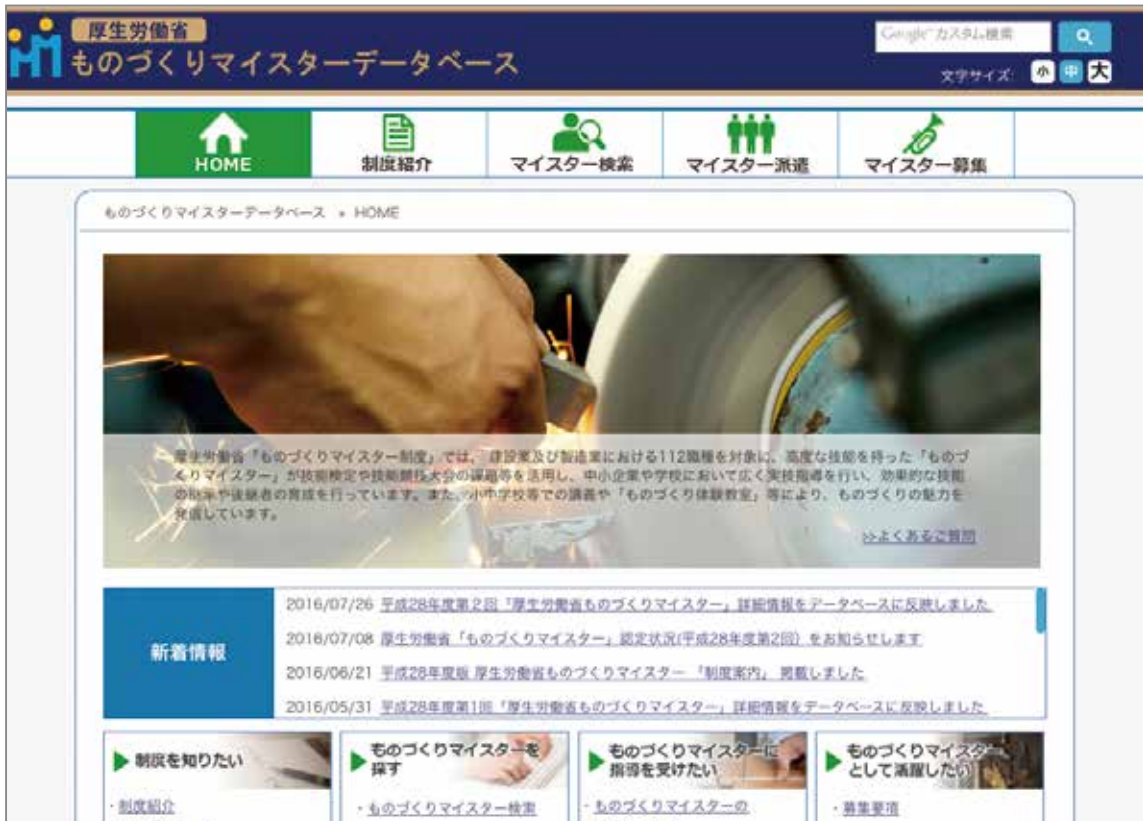 厚生労働省
ものづくりマイスターデータベース
Google カスタム検索
文字サイズ: 小 中 大
HOME
制度紹介
マイスター検索
マイスター派遣
マイスター募集
ものづくりマイスターデータベース » HOME
厚生労働省「ものづくりマイスター制度」では、建設業及び製造業における112職種を対象に、高度な技能を持った「ものづ
くりマイスター」が技能検定や技能競技大会の課題等を活用し、中小企業や学校において広く実技指導を行い、効果的な技能
の継承や後継者の育成を行っています。また、小中学校等での講義や「ものづくり体験教室」等により、ものづくりの魅力を
発信しています。
>>よくあるご質問
新着情報
2016/07/26 平成28年度第2回「厚生労働省ものづくりマイスター」詳細情報をデータベースに反映しました
2016/07/08 厚生労働省「ものづくりマイスター」認定状況(平成28年度第2回) をお知らせします
2016/06/21 平成28年度版 厚生労働省ものづくりマイスター 「制度案内」 掲載しました
2016/05/31 平成28年度第1回「厚生労働省ものづくりマイスター」詳細情報をデータベースに反映しました
制度を知りたい
・制度紹介
ものづくりマイスターを
探す
・ものづくりマイスター検索
ものづくりマイスターに
指導を受けたい
・ものづくりマイスターの
ものづくりマイスター
として活躍したい
・募集要項